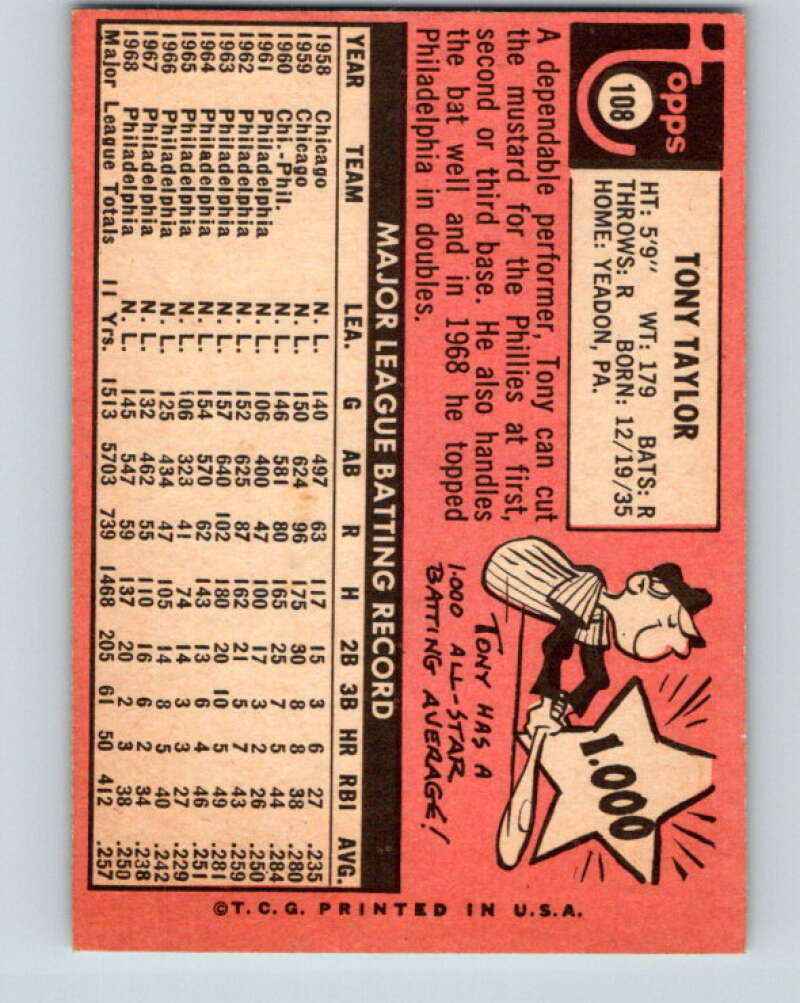 Topps
108
TONY TAYLOR
HT: 5'9" WT: 179 BATS: R
THROWS: R BORN: 12/19/35
HOME: YEADON, PA.
A dependable performer, Tony can cut
the mustard for the Phillies at first,
second or third base. He also handles
the bat well and in 1968 he topped
Philadelphia in doubles.
1.000
TONY HAS A
1.000 ALL-STAR
BATTING AVERAGE!
MAJOR LEAGUE BATTING RECORD
YEAR TEAM LEA. G AB R H 2B 3B HR RBI AVG.
1958 Chicago N. L. 140 497 63 117 15 3 6 27 .235
1959 Chicago N. L. 150 624 96 175 30 8 8 38 .280
1960 Chi.-Phil. N. L. 146 581 80 165 25 7 5 44 .284
1961 Philadelphia N. L. 106 400 47 100 17 3 2 26 .250
1962 Philadelphia N. L. 152 625 87 162 21 5 7 43 .259
1963 Philadelphia N. L. 157 640 102 180 20 10 5 49 .281
1964 Philadelphia N. L. 154 570 62 143 13 6 4 46 .251
1965 Philadelphia N. L. 106 323 41 74 14 3 3 27 .229
1966 Philadelphia N. L. 125 434 47 105 14 8 5 40 .242
1967 Philadelphia N. L. 132 462 55 110 16 6 2 34 .238
1968 Philadelphia N. L. 145 547 59 137 20 2 3 38 .250
Major League Totals 11 Yrs. 1513 5703 739 1468 205 61 50 412 .257
©T.C.G. PRINTED IN U.S.A.